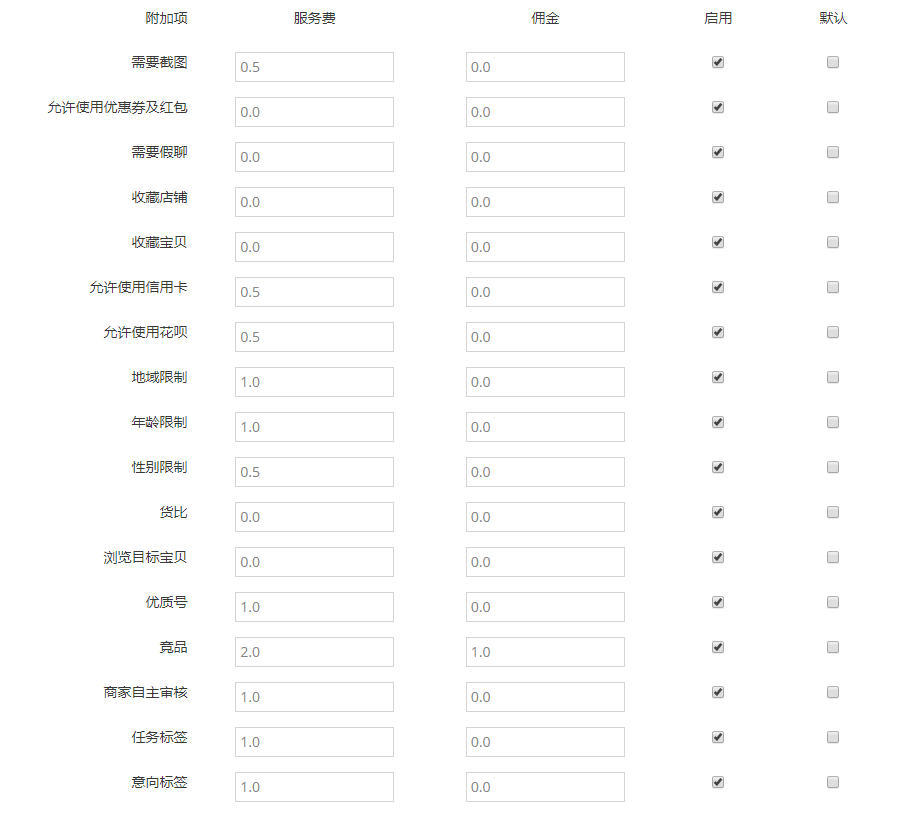 附加项 服务费 佣金 启用 默认
需要截图 0.5 0.0
允许使用优惠券及红包 0.0 0.0
需要假聊 0.0 0.0
收藏店铺 0.0 0.0
收藏宝贝 0.0 0.0
允许使用信用卡 0.5 0.0
允许使用花呗 0.5 0.0
地域限制 1.0 0.0
年龄限制 1.0 0.0
性别限制 0.5 0.0
货比 0.0 0.0
浏览目标宝贝 0.0 0.0
优质号 1.0 0.0
竟品 2.0 1.0
商家自主审核 1.0 0.0
任务标签 1.0 0.0
意向标签 1.0 0.0